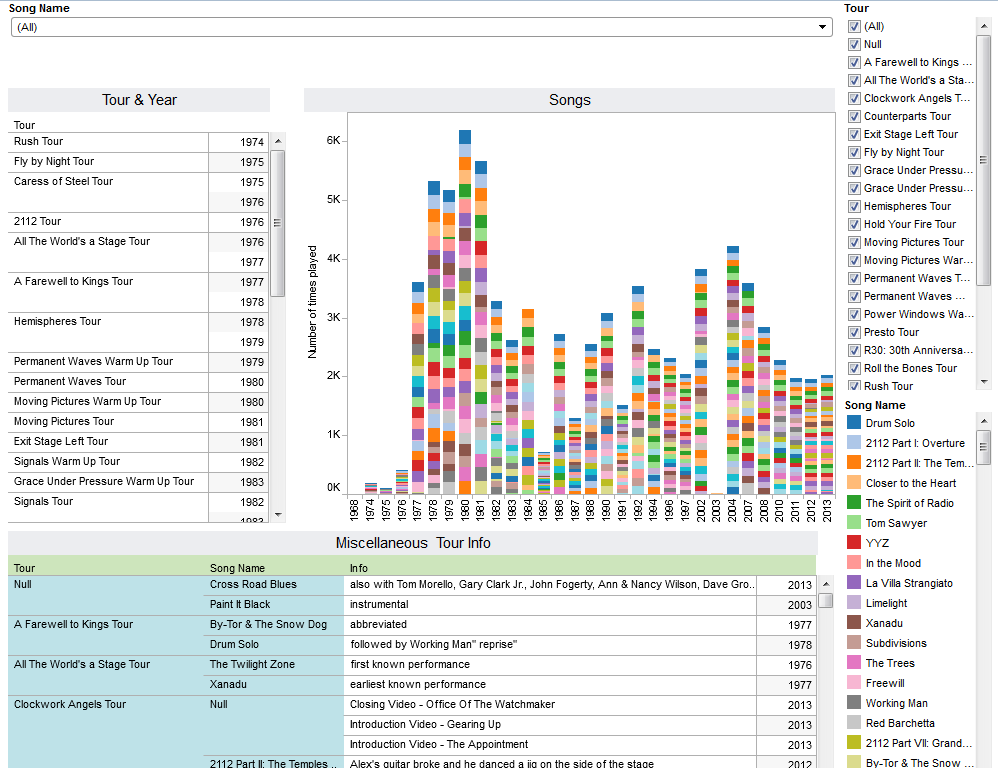 Song Name
(All)
Tour & Year
Tour
Rush Tour 1974
Fly by Night Tour 1975
Caress of Steel Tour 1975
1976
2112 Tour 1976
All The World's a Stage Tour 1976
1977
A Farewell to Kings Tour 1977
1978
Hemispheres Tour 1978
1979
Permanent Waves Warm Up Tour 1979
Permanent Waves Tour 1980
Moving Pictures Warm Up Tour 1980
Moving Pictures Tour 1981
Exit Stage Left Tour 1981
Signals Warm Up Tour 1982
Grace Under Pressure Warm Up Tour 1983
Signals Tour 1982
1983
Songs
Number of times played
6K
5K
4K
3K
2K
1K
0K
1968 1974 1975 1976 1977 1978 1979 1980 1981 1982 1983 1984 1985 1986 1987 1988 1990 1991 1992 1994 1996 1997 2002 2003 2004 2007 2008 2010 2011 2012 2013
Tour
(All)
Null
A Farewell to Kings ...
All The World's a Sta...
Clockwork Angels T...
Counterparts Tour
Exit Stage Left Tour
Fly by Night Tour
Grace Under Pressu...
Grace Under Pressu...
Hemispheres Tour
Hold Your Fire Tour
Moving Pictures Tour
Moving Pictures War...
Permanent Waves T...
Permanent Waves ...
Power Windows Wa...
Presto Tour
R30: 30th Anniversa...
Roll the Bones Tour
Rush Tour
Song Name
Drum Solo
2112 Part I: Overture
2112 Part II: The Tem...
Closer to the Heart
The Spirit of Radio
Tom Sawyer
YYZ
In the Mood
La Villa Strangiato
Limelight
Xanadu
Subdivisions
The Trees
Freewill
Working Man
Red Barchetta
2112 Part VII: Grand...
By-Tor & The Snow ...
Miscellaneous Tour Info
Tour Song Name Info
Null Cross Road Blues also with Tom Morello, Gary Clark Jr., John Fogerty, Ann & Nancy Wilson, Dave Gro.. 2013
Paint It Black instrumental 2003
A Farewell to Kings Tour By-Tor & The Snow Dog abbreviated 1977
Drum Solo followed by Working Man" reprise" 1978
All The World's a Stage Tour The Twilight Zone first known performance 1976
Xanadu earliest known performance 1977
Clockwork Angels Tour Null Closing Video - Office Of The Watchmaker 2013
Introduction Video - Gearing Up 2013
Introduction Video - The Appointment 2013
2112 Part II: The Temples .. Alex's guitar broke and he danced a jig on the side of the stage 2012